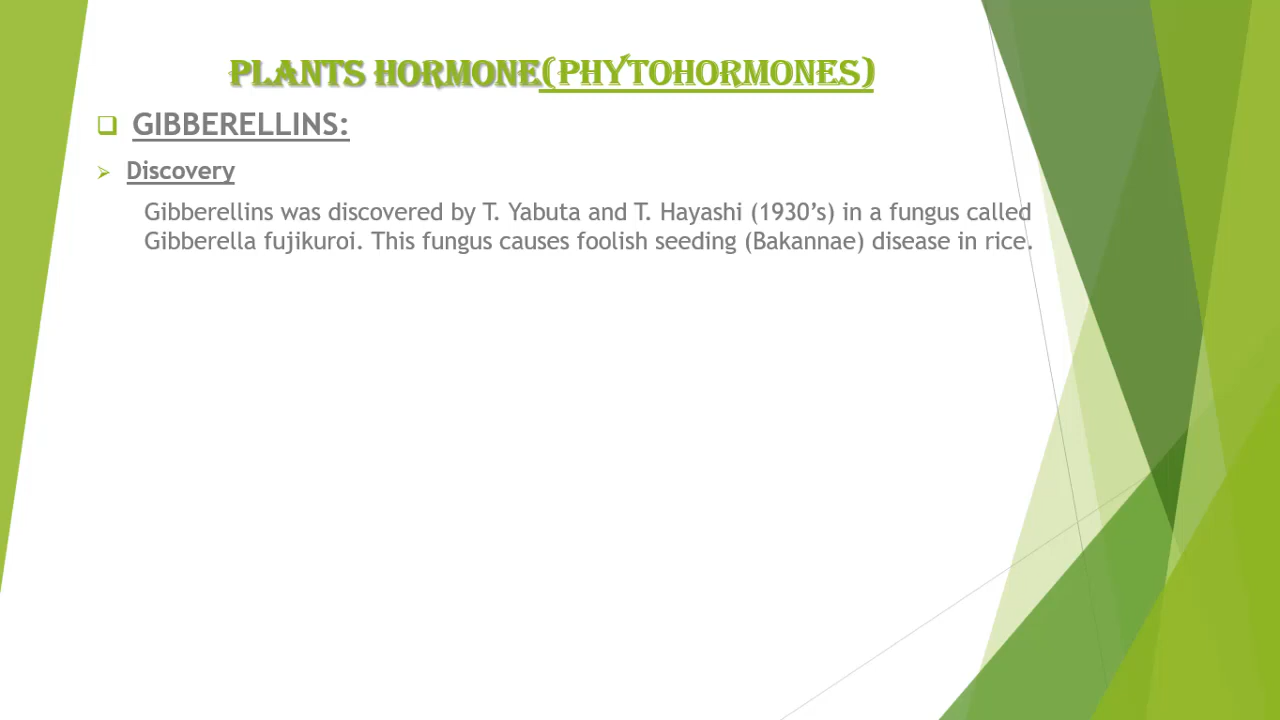 PLANTS HORMONE(PHYTOHORMONES)
GIBBERELLINS:
Discovery
Gibberellins was discovered by T. Yabuta and T. Hayashi (1930’s) in a fungus called
Gibberella fujikuroi. This fungus causes foolish seeding (Bakannae) disease in rice.